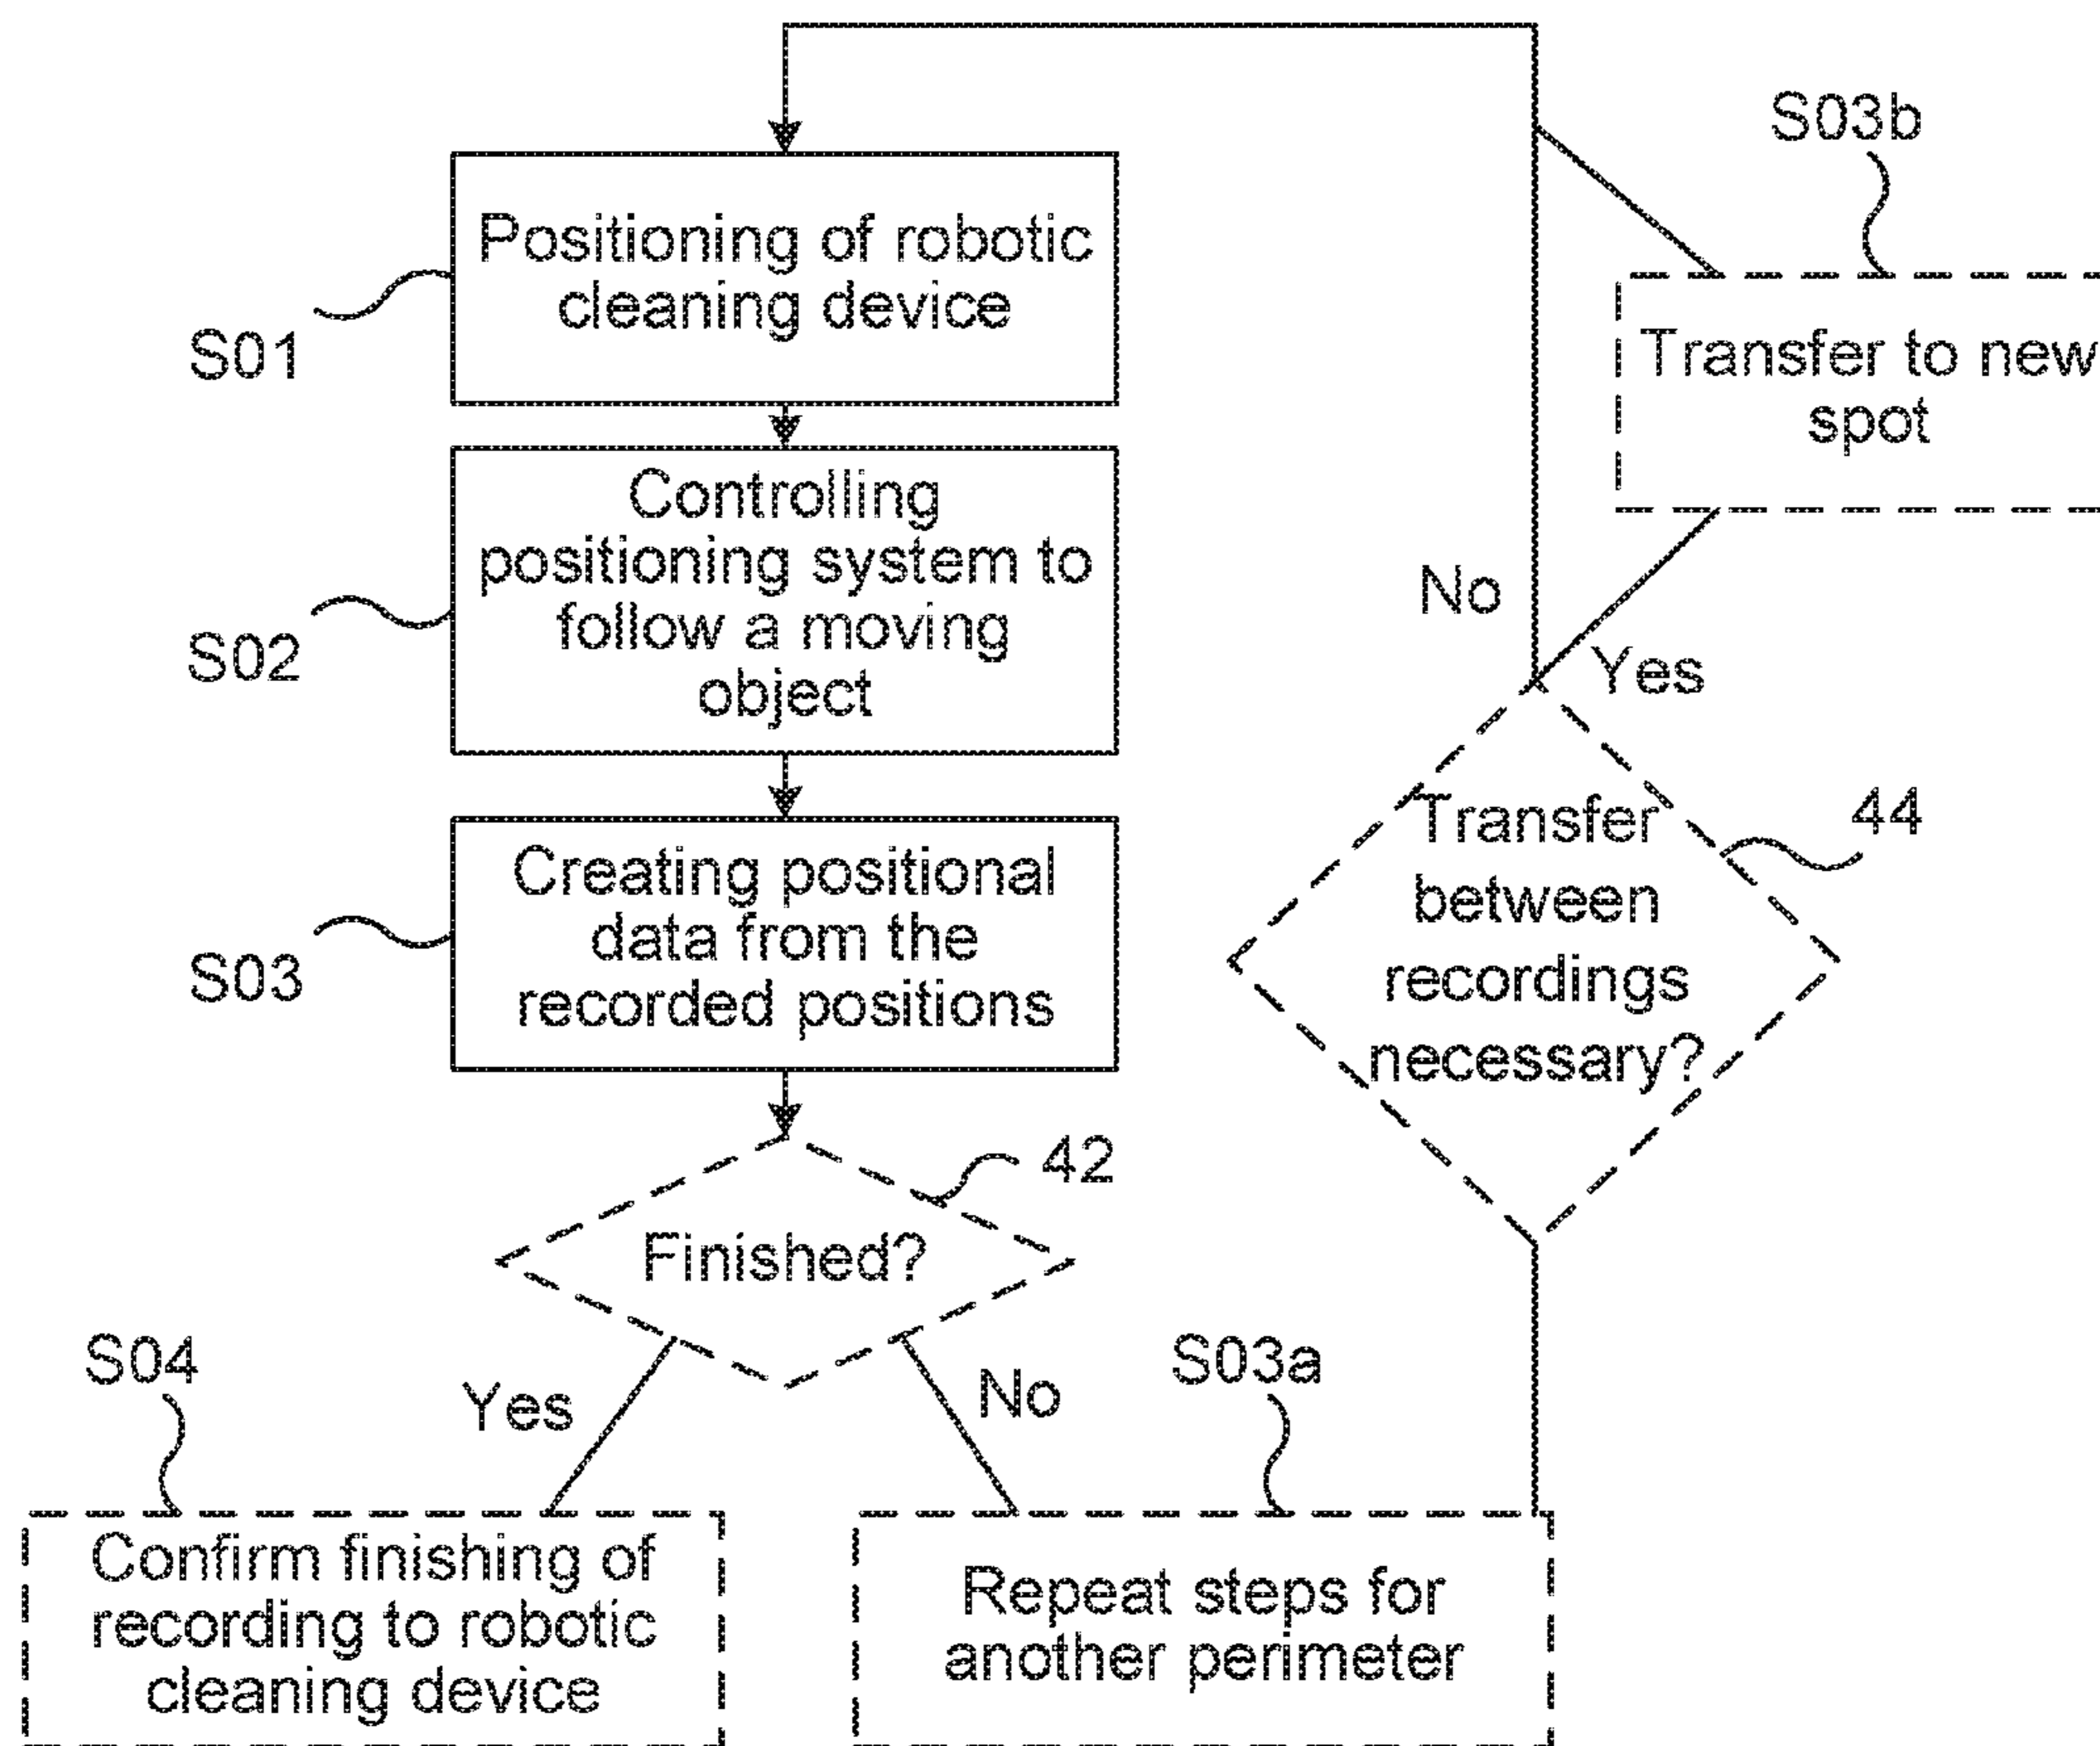 S01
Positioning of robotic
cleaning device
S03b
Transfer to new
spot
S02
Controlling
positioning system to
follow a moving
object
No
Yes
S03
Creating positional
data from the
recorded positions
44
Transfer
between
recordings
necessary?
42
Finished?
Yes
No
S04
Confirm finishing of
recording to robotic
cleaning device
S03a
Repeat steps for
another perimeter